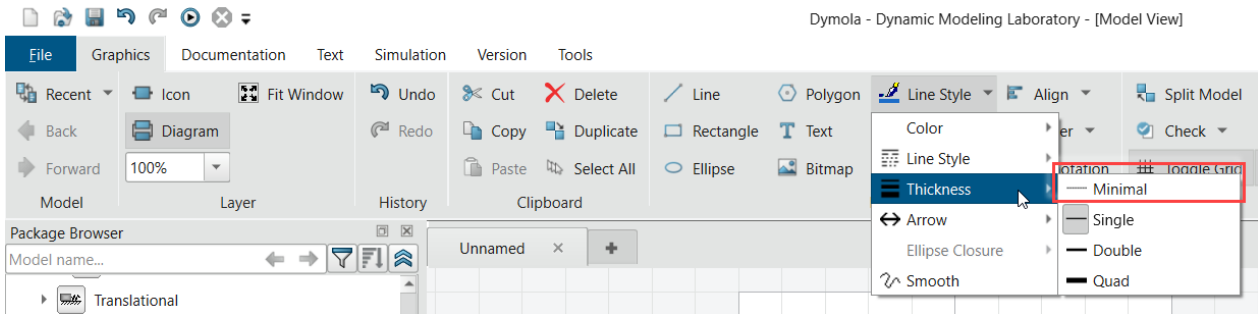 Dymola - Dynamic Modeling Laboratory - [Model View]
File Graphics Documentation Text Simulation Version Tools
Recent Icon Fit Window Undo Cut Delete Line Polygon Line Style Align Split Model
Back Diagram Redo Copy Duplicate Rectangle Text Color er Check
Forward 100% Paste Select All Ellipse Bitmap Line Style otation Toggle Grid
Thickness Minimal
Model Layer History Clipboard
Arrow Single
Package Browser
Unnamed Ellipse Closure Double
Model name...
Smooth Quad
Translational